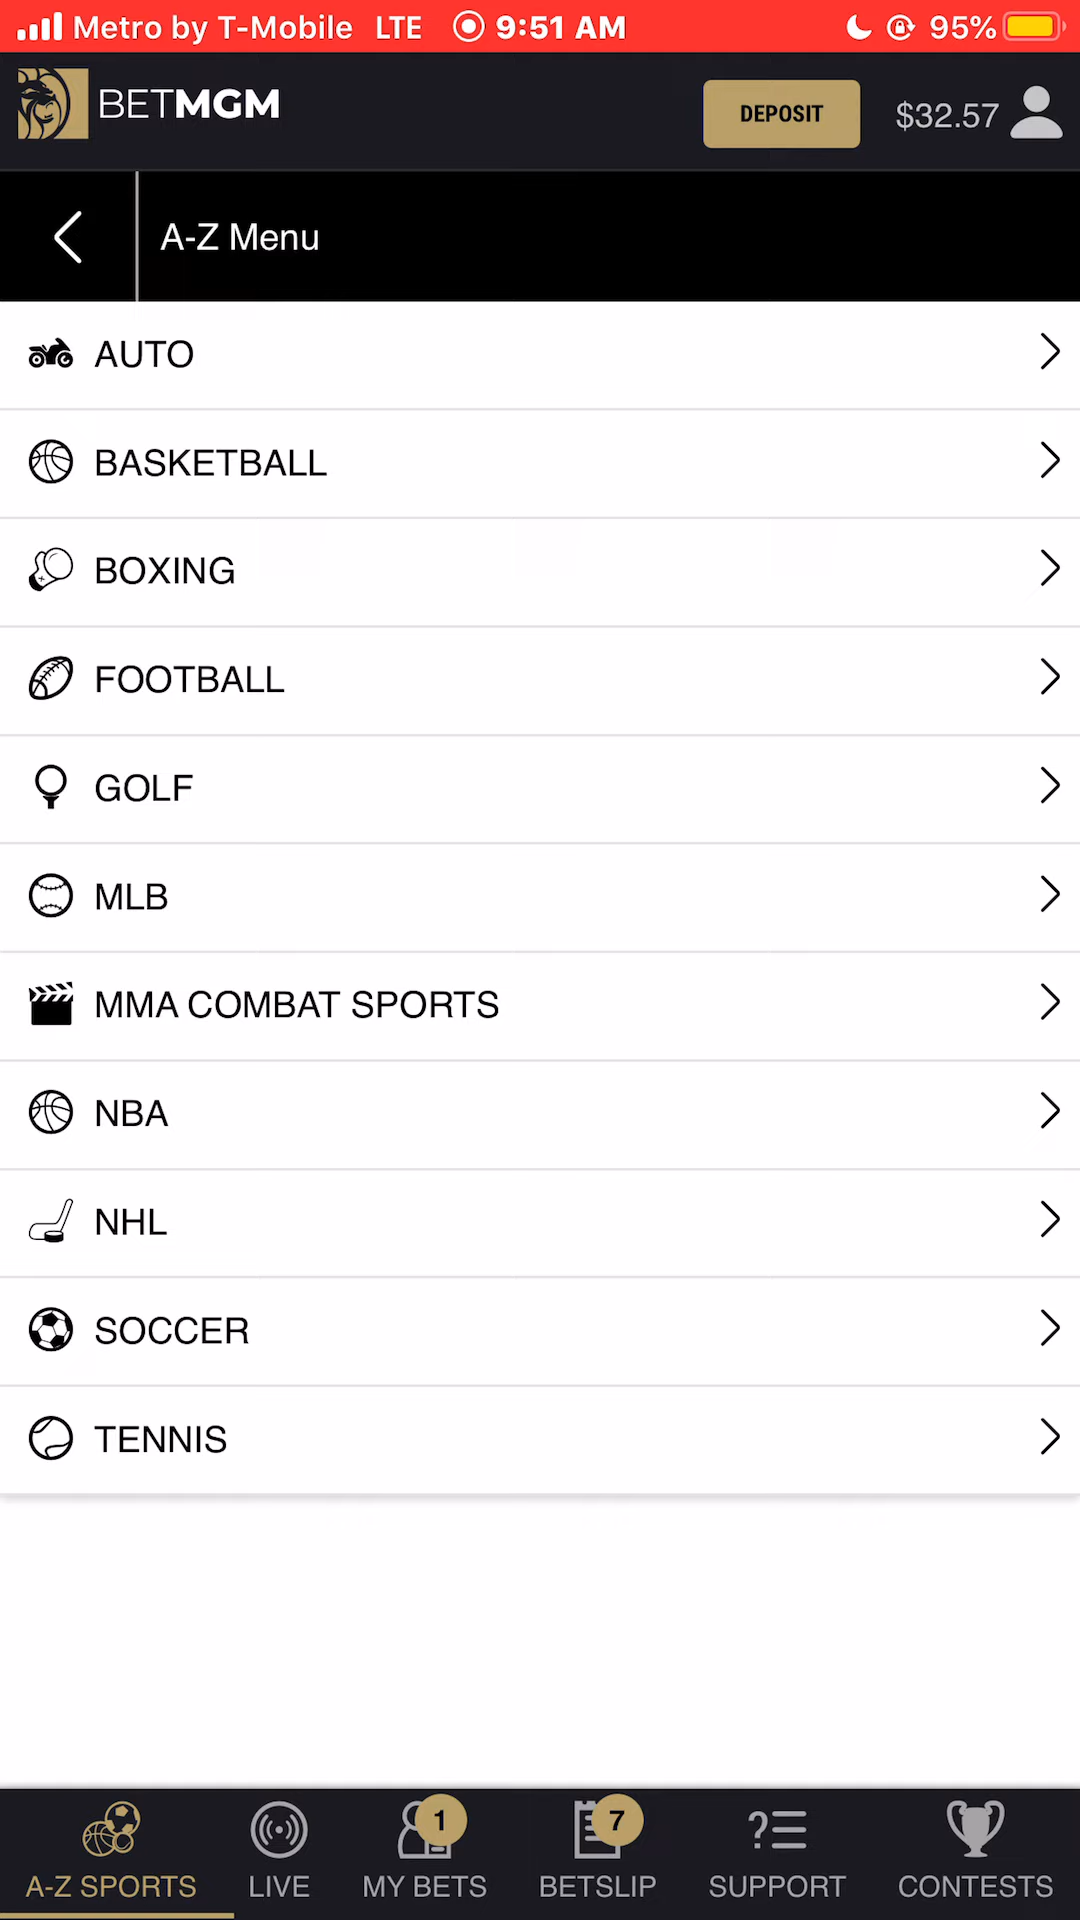 Metro by T-Mobile LTE 9:51 AM 95%
BETMGM DEPOSIT $32.57
A-Z Menu
AUTO
BASKETBALL
BOXING
FOOTBALL
GOLF
MLB
MMA COMBAT SPORTS
NBA
NHL
SOCCER
TENNIS
1 7
A-Z SPORTS LIVE MY BETS BETSLIP SUPPORT CONTESTS